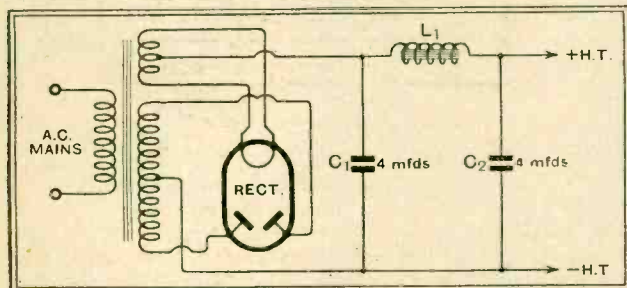 L1
+H.T.
A.C.
MAINS
RECT.
C1 4 mfds
C2 4 mfds
−H.T